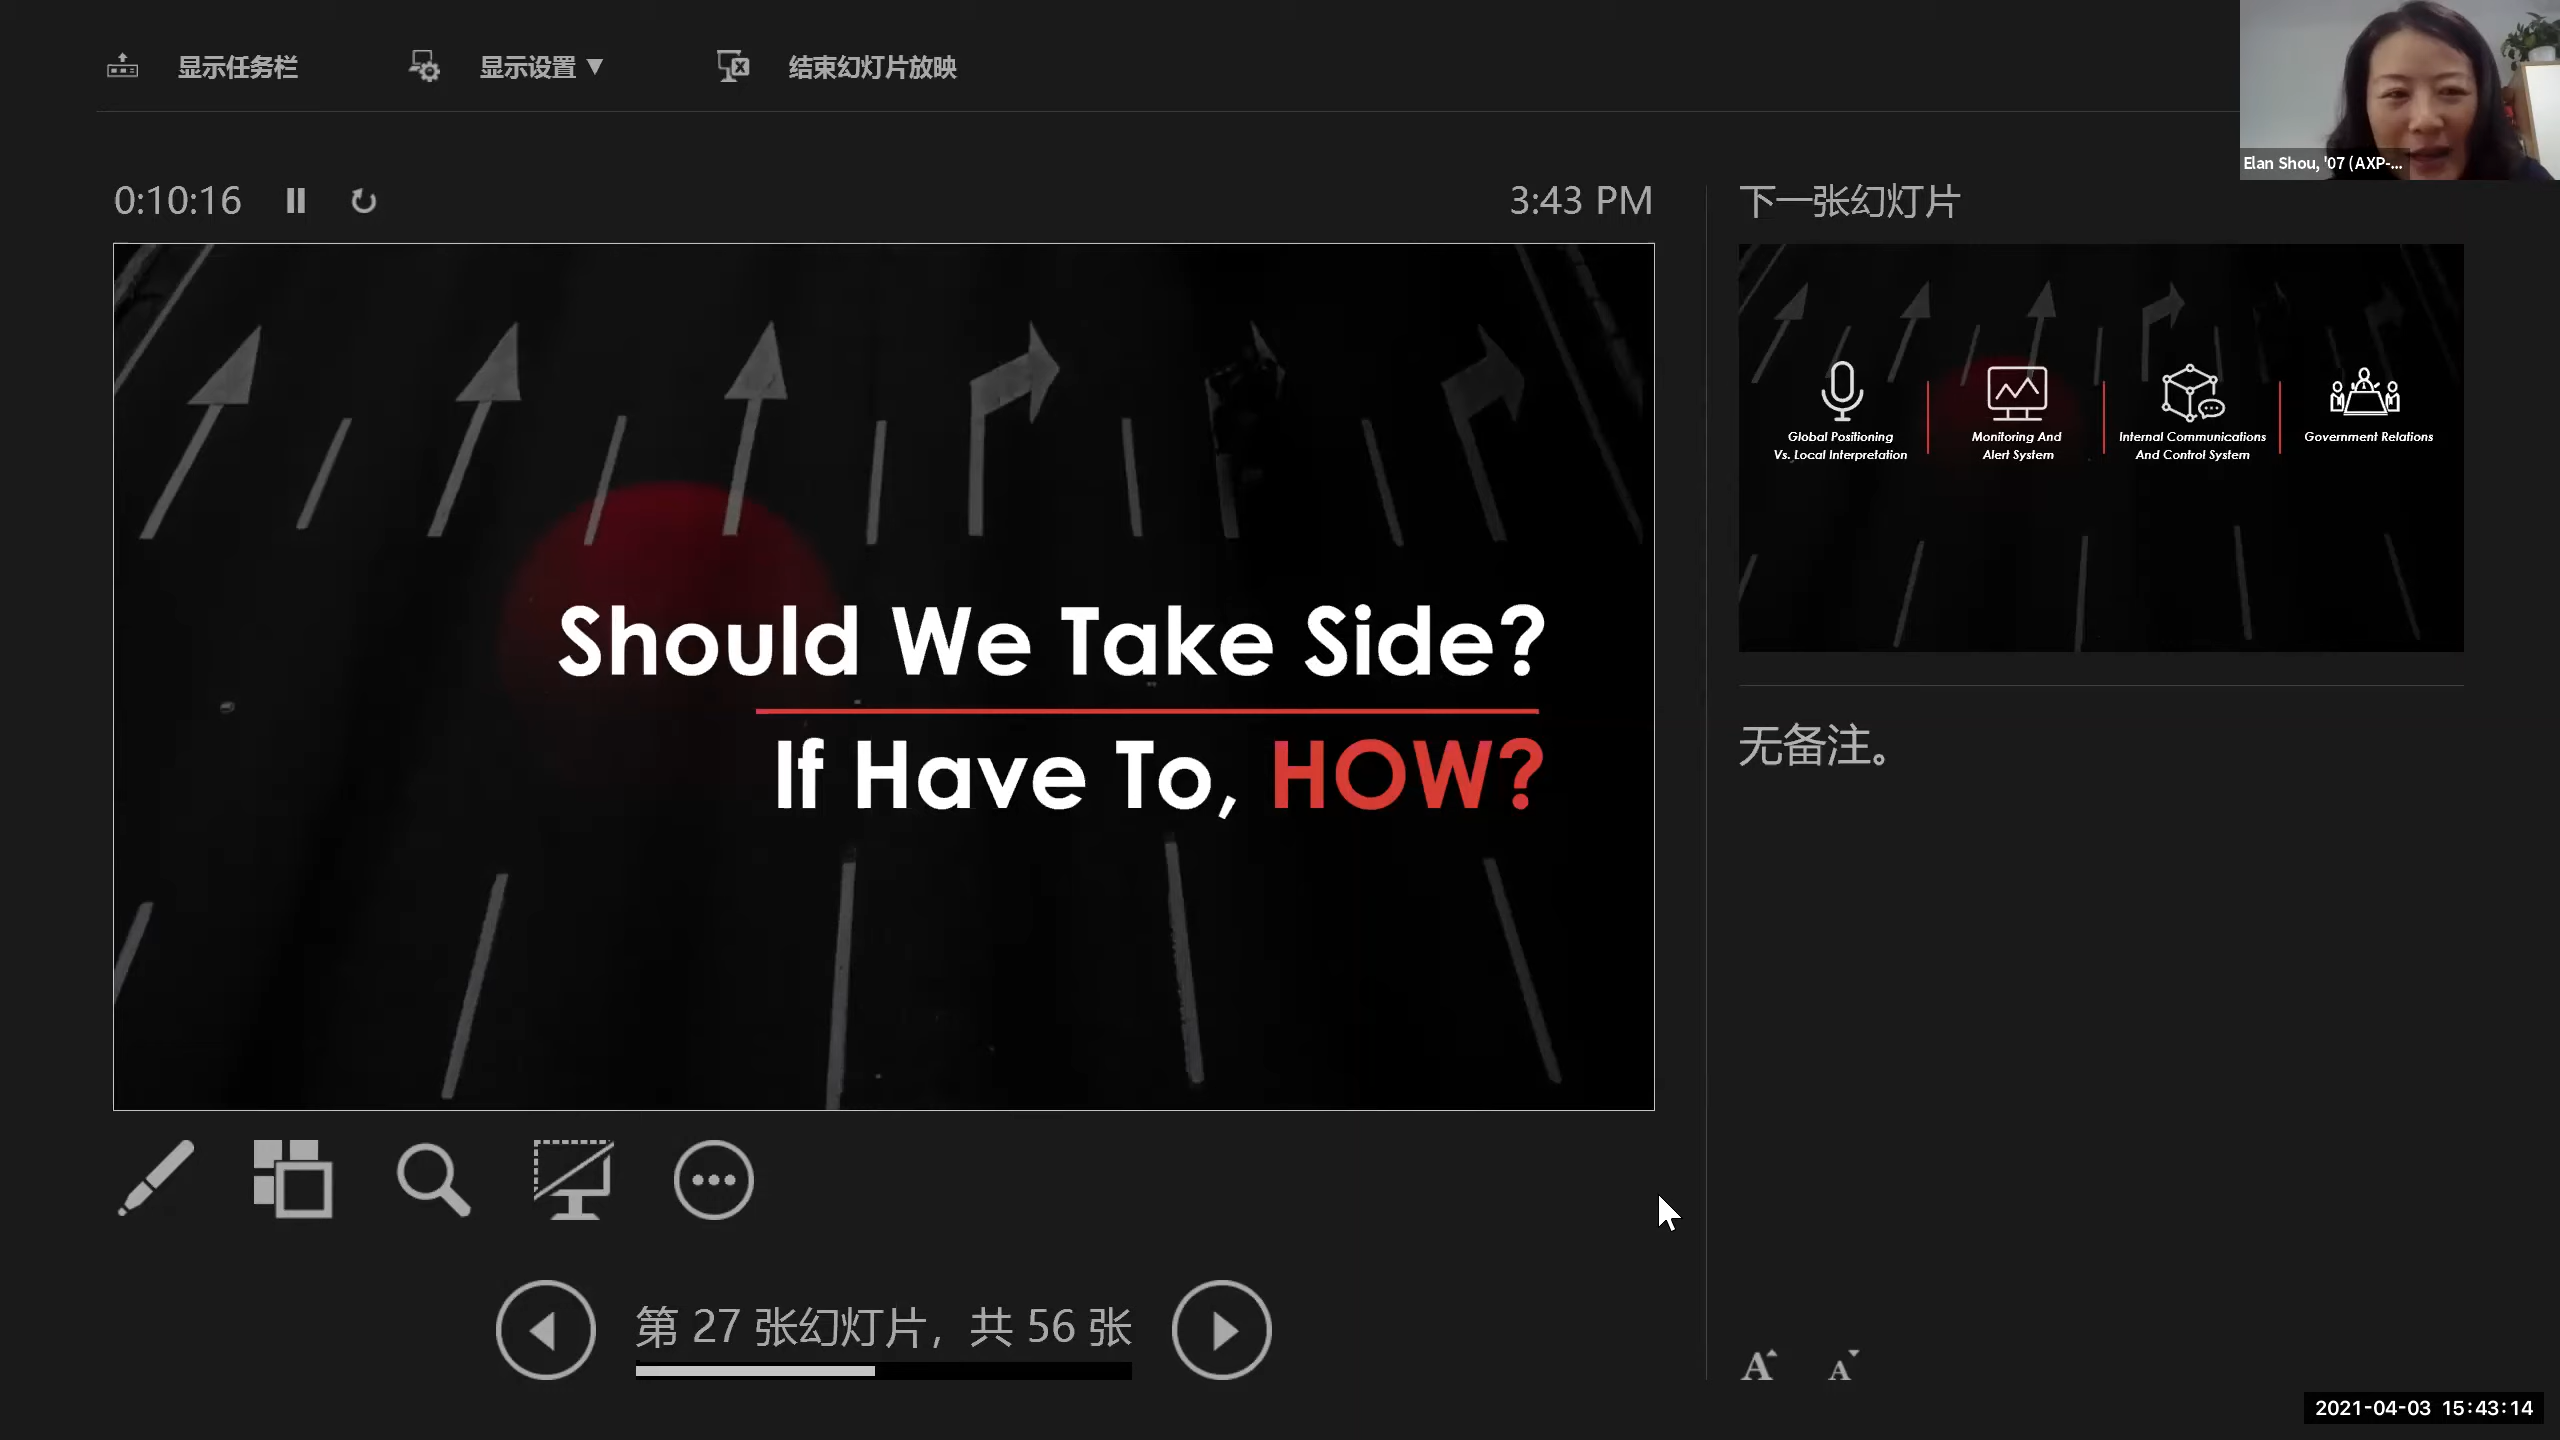 显示任务栏
显示设置 ▼
结束幻灯片放映
Elan Shou, '07 (AXP-...
0:10:16
3:43 PM
下一张幻灯片
Should We Take Side?
If Have To, HOW?
Global Positioning
Vs. Local Interpretation
Monitoring And
Alert System
Internal Communications
And Control System
Government Relations
无备注。
第 27 张幻灯片，共 56 张
A
A
2021-04-03 15:43:14